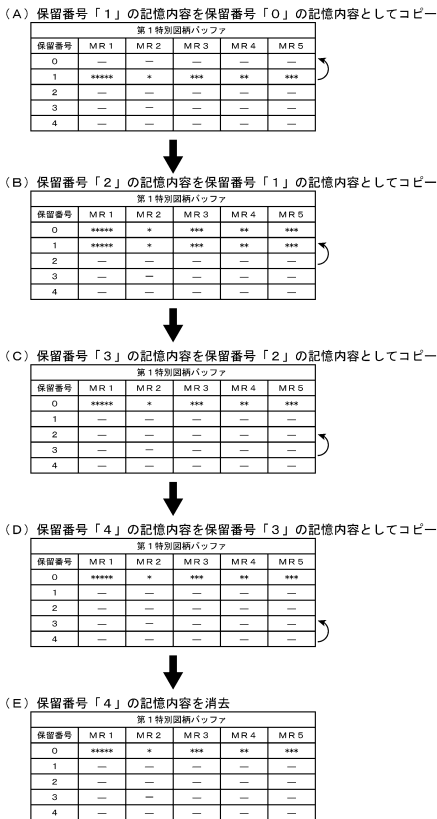 (A) 保留番号「1」の記憶内容を保留番号「0」の記憶内容としてコピー
第1特別図柄バッファ
保留番号 MR1 MR2 MR3 MR4 MR5
0 — — — — —
1 ***** * *** ** ***
2 — — — — —
3 — — — — —
4 — — — — —
(B) 保留番号「2」の記憶内容を保留番号「1」の記憶内容としてコピー
第1特別図柄バッファ
保留番号 MR1 MR2 MR3 MR4 MR5
0 ***** * *** ** ***
1 ***** * *** ** ***
2 — — — — —
3 — — — — —
4 — — — — —
(C) 保留番号「3」の記憶内容を保留番号「2」の記憶内容としてコピー
第1特別図柄バッファ
保留番号 MR1 MR2 MR3 MR4 MR5
0 ***** * *** ** ***
1 — — — — —
2 — — — — —
3 — — — — —
4 — — — — —
(D) 保留番号「4」の記憶内容を保留番号「3」の記憶内容としてコピー
第1特別図柄バッファ
保留番号 MR1 MR2 MR3 MR4 MR5
0 ***** * *** ** ***
1 — — — — —
2 — — — — —
3 — — — — —
4 — — — — —
(E) 保留番号「4」の記憶内容を消去
第1特別図柄バッファ
保留番号 MR1 MR2 MR3 MR4 MR5
0 ***** * *** ** ***
1 — — — — —
2 — — — — —
3 — — — — —
4 — — — — —